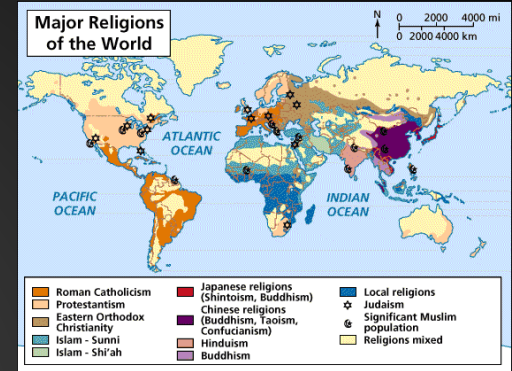 Major Religions
of the World
N
0 2000 4000 mi
0 2000 4000 km
ATLANTIC
OCEAN
PACIFIC
OCEAN
INDIAN
OCEAN
Roman Catholicism
Protestantism
Eastern Orthodox
Christianity
Islam - Sunni
Islam - Shi'ah
Japanese religions
(Shintoism, Buddhism)
Chinese religions
(Buddhism, Taoism,
Confucianism)
Hinduism
Buddhism
Local religions
Judaism
Significant Muslim
population
Religions mixed